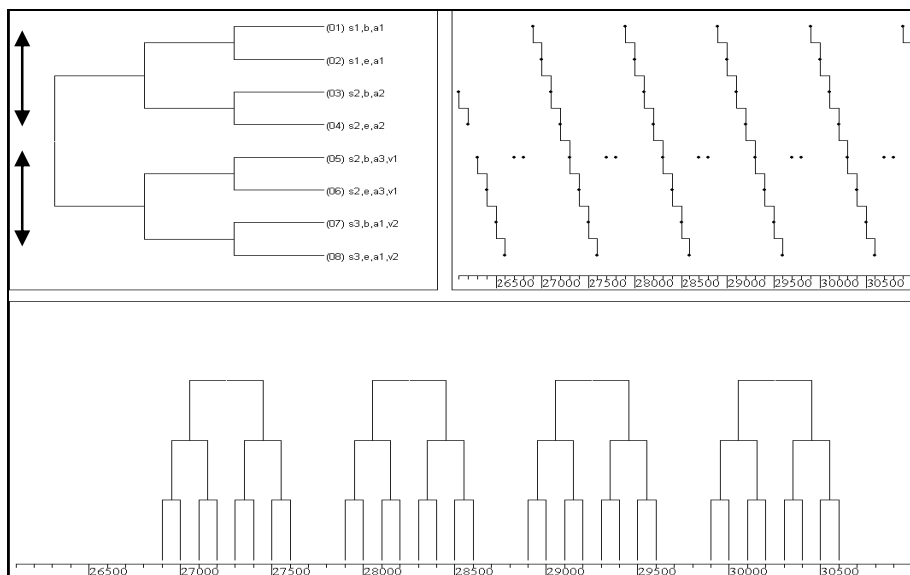 (01) s1,b,a1
(02) s1,e,a1
(03) s2,b,a2
(04) s2,e,a2
(05) s2,b,a3,v1
(06) s2,e,a3,v1
(07) s3,b,a1,v2
(08) s3,e,a1,v2
26500 27000 27500 28000 28500 29000 29500 30000 30500
26500 27000 27500 28000 28500 29000 29500 30000 30500